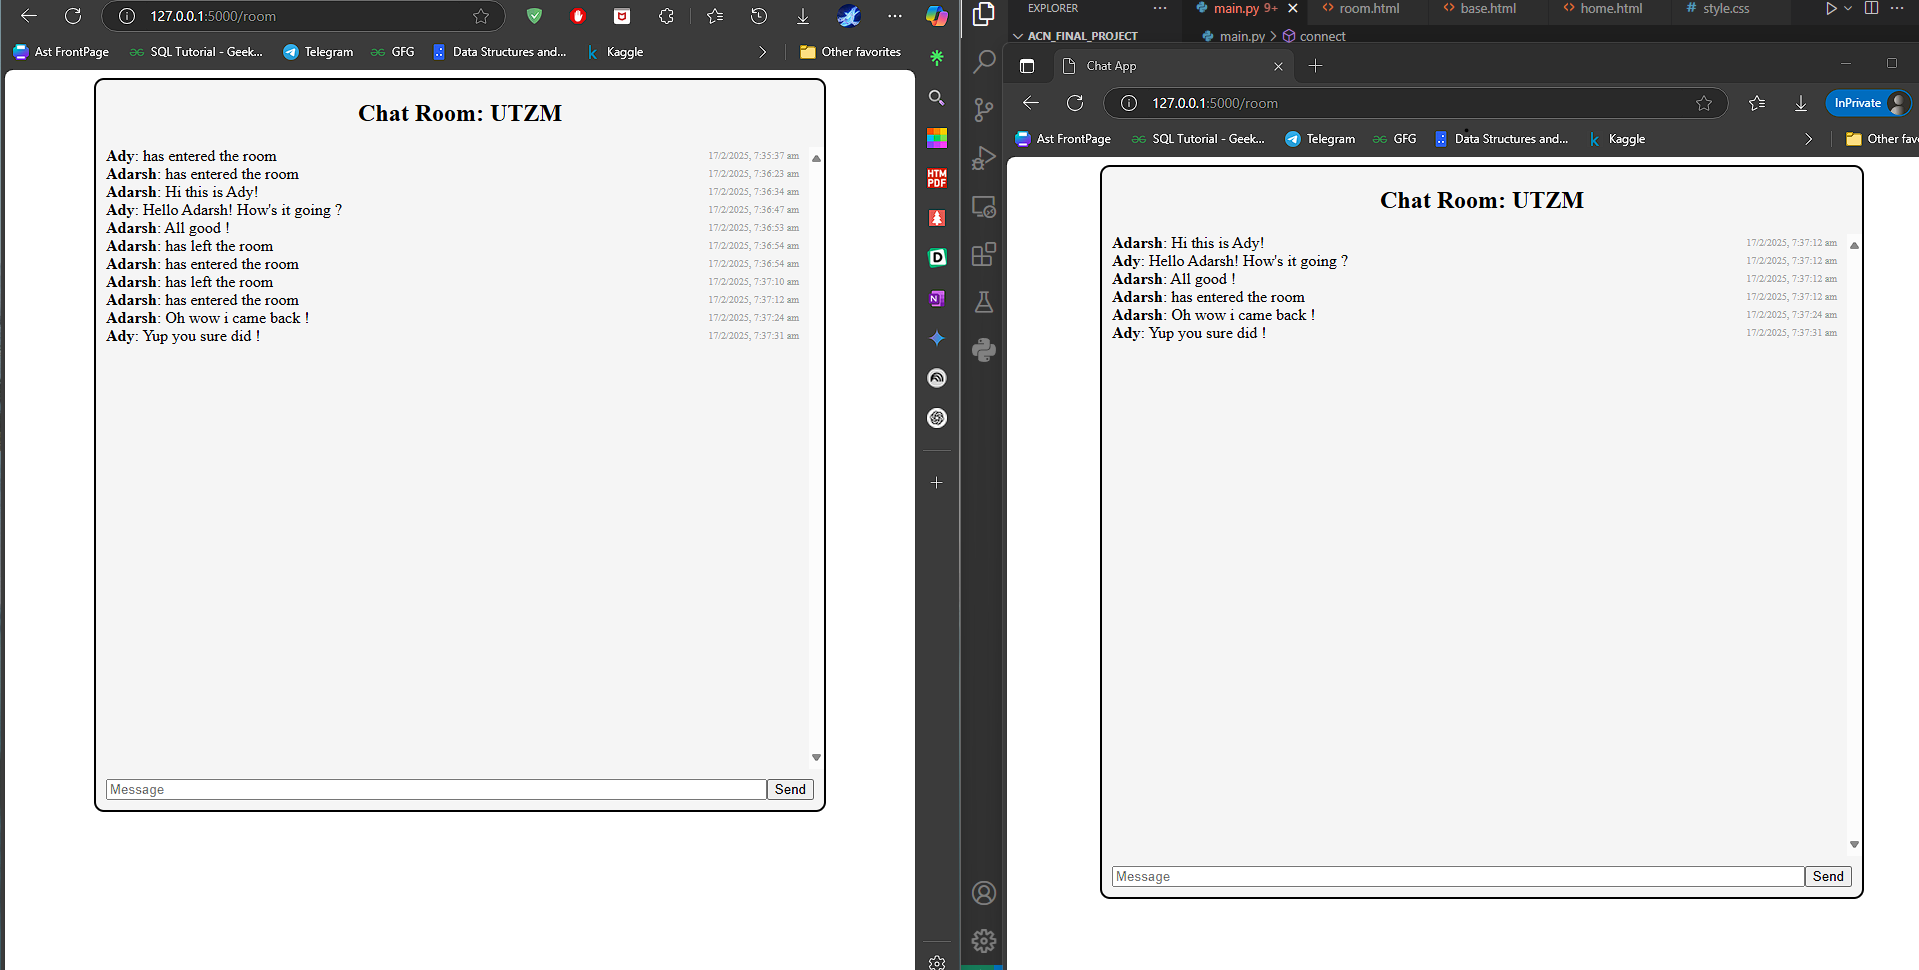 127.0.0.1:5000/room
Ast FrontPage
SQL Tutorial - Geek...
Telegram
GFG
Data Structures and...
Kaggle
Other favorites
Chat Room: UTZM
Ady: has entered the room 17/2/2025, 7:35:37 am
Adarsh: has entered the room 17/2/2025, 7:36:23 am
Adarsh: Hi this is Ady! 17/2/2025, 7:36:34 am
Ady: Hello Adarsh! How's it going ? 17/2/2025, 7:36:47 am
Adarsh: All good ! 17/2/2025, 7:36:53 am
Adarsh: has left the room 17/2/2025, 7:36:54 am
Adarsh: has entered the room 17/2/2025, 7:36:54 am
Adarsh: has left the room 17/2/2025, 7:37:10 am
Adarsh: has entered the room 17/2/2025, 7:37:12 am
Adarsh: Oh wow i came back ! 17/2/2025, 7:37:24 am
Ady: Yup you sure did ! 17/2/2025, 7:37:31 am
Message
Send
HTM
PDF
D
N
EXPLORER
main.py 9+
room.html
base.html
home.html
# style.css
ACN_FINAL_PROJECT
main.py > connect
Chat App
127.0.0.1:5000/room
InPrivate
Ast FrontPage
SQL Tutorial - Geek...
Telegram
GFG
Data Structures and...
Kaggle
Other fav
Chat Room: UTZM
Adarsh: Hi this is Ady! 17/2/2025, 7:37:12 am
Ady: Hello Adarsh! How's it going ? 17/2/2025, 7:37:12 am
Adarsh: All good ! 17/2/2025, 7:37:12 am
Adarsh: has entered the room 17/2/2025, 7:37:12 am
Adarsh: Oh wow i came back ! 17/2/2025, 7:37:24 am
Ady: Yup you sure did ! 17/2/2025, 7:37:31 am
Message
Send